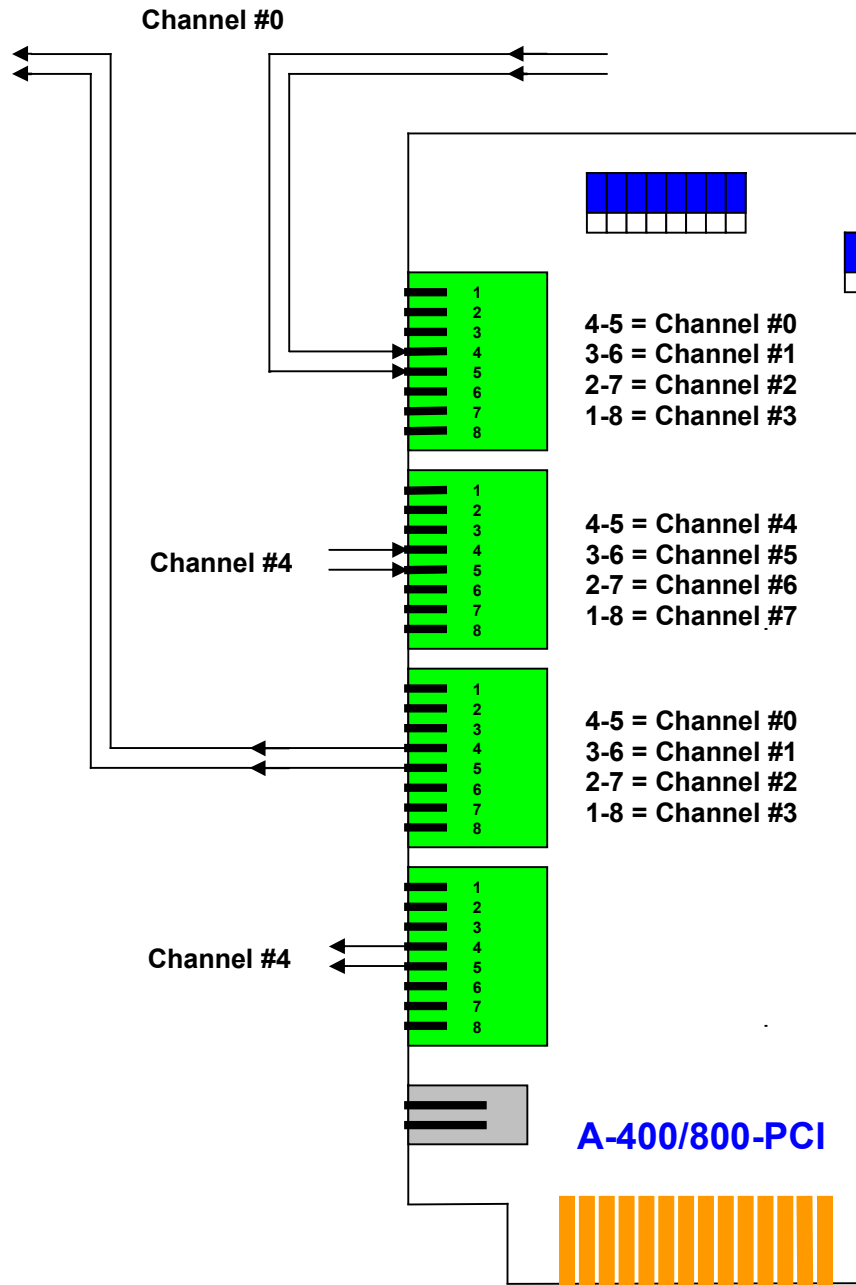 Channel #0
1
2
3
4
5
6
7
8
4-5 = Channel #0
3-6 = Channel #1
2-7 = Channel #2
1-8 = Channel #3
Channel #4
1
2
3
4
5
6
7
8
4-5 = Channel #4
3-6 = Channel #5
2-7 = Channel #6
1-8 = Channel #7
1
2
3
4
5
6
7
8
4-5 = Channel #0
3-6 = Channel #1
2-7 = Channel #2
1-8 = Channel #3
Channel #4
1
2
3
4
5
6
7
8
A-400/800-PCI